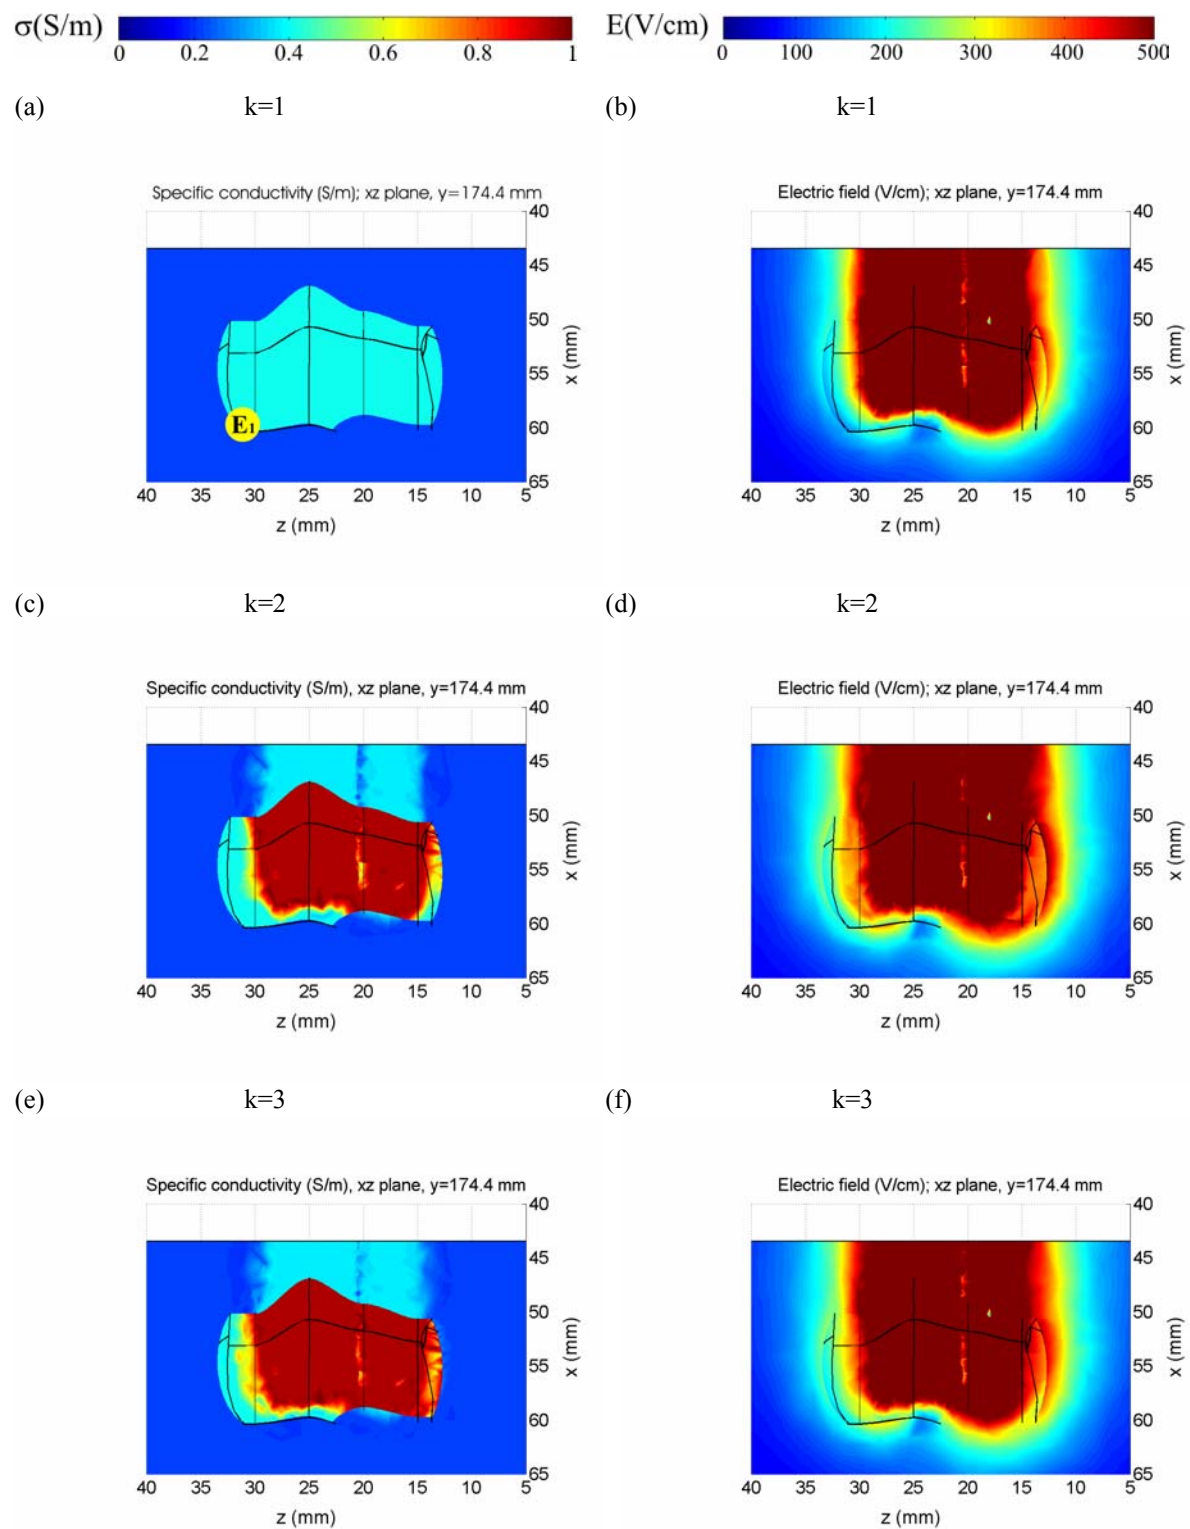 σ(S/m) 0 0.2 0.4 0.6 0.8 1
E(V/cm) 0 100 200 300 400 500
(a) k=1
(b) k=1
Specific conductivity (S/m); xz plane, y=174.4 mm
40
45
50
55
60
65
x (mm)
E1
40 35 30 25 20 15 10 5
z (mm)
Electric field (V/cm); xz plane, y=174.4 mm
40
45
50
55
60
65
x (mm)
40 35 30 25 20 15 10 5
z (mm)
(c) k=2
(d) k=2
Specific conductivity (S/m), xz plane, y=174.4 mm
40
45
50
55
60
65
x (mm)
40 35 30 25 20 15 10 5
z (mm)
Electric field (V/cm); xz plane, y=174.4 mm
40
45
50
55
60
65
x (mm)
40 35 30 25 20 15 10 5
z (mm)
(e) k=3
(f) k=3
Specific conductivity (S/m), xz plane, y=174.4 mm
40
45
50
55
60
65
x (mm)
40 35 30 25 20 15 10 5
z (mm)
Electric field (V/cm); xz plane, y=174.4 mm
40
45
50
55
60
65
x (mm)
40 35 30 25 20 15 10 5
z (mm)